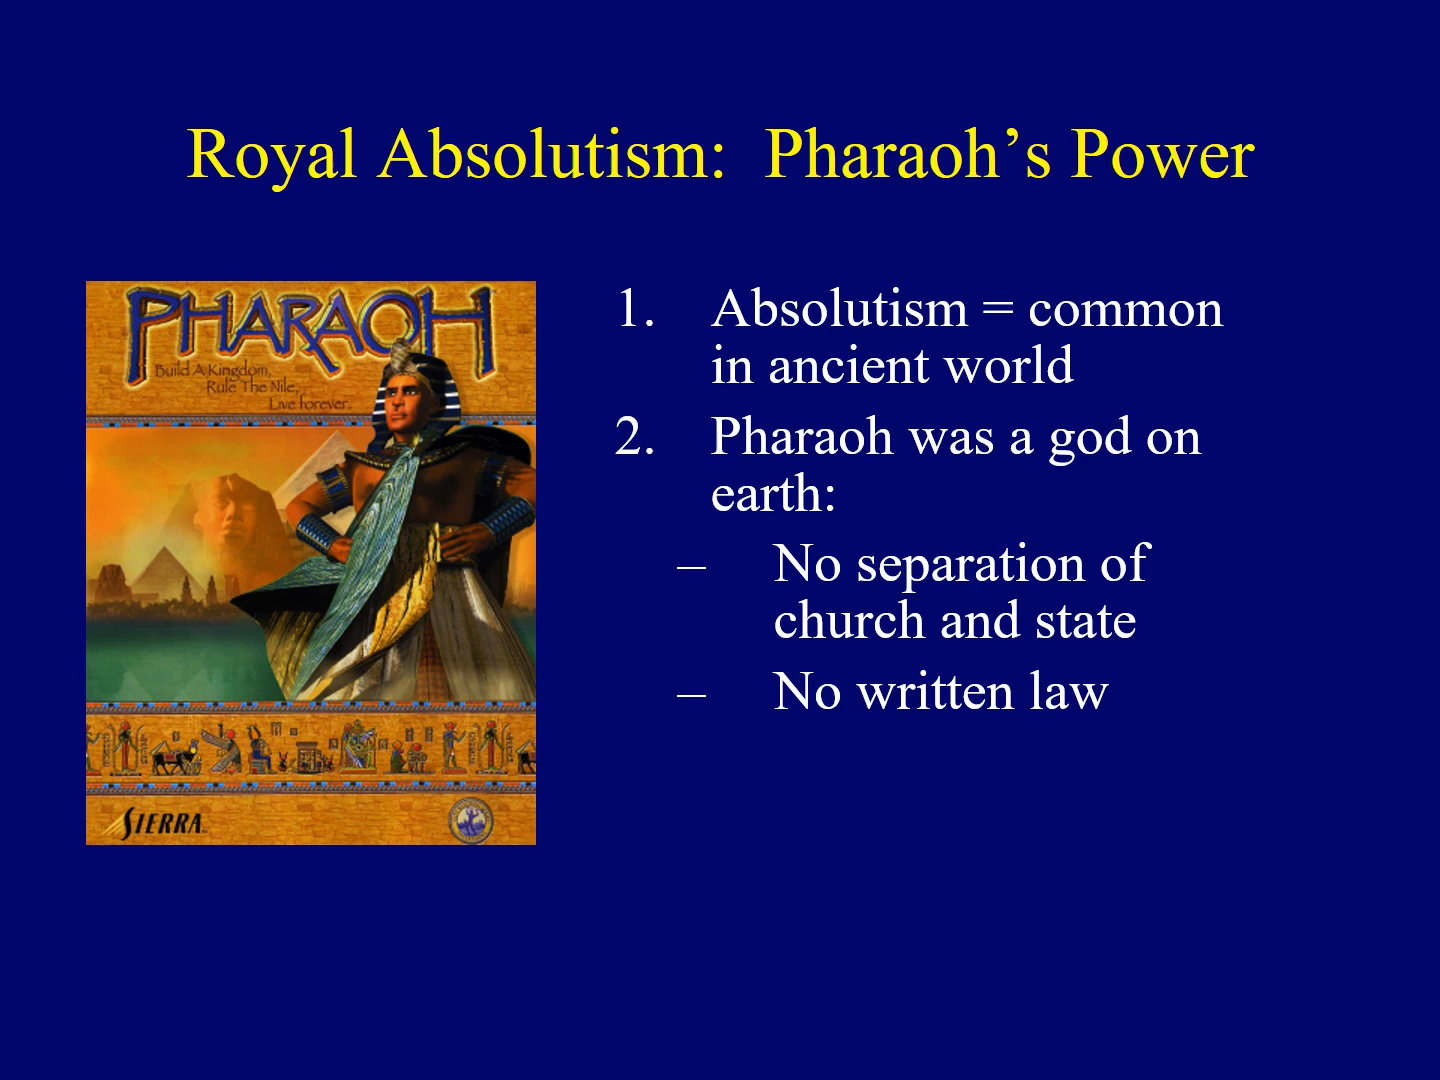 Royal Absolutism:  Pharaoh’s Power
PHARAOH
Build A Kingdom,
Rule The Nile,
Live Forever.
SIERRA
1. Absolutism = common
in ancient world
2. Pharaoh was a god on
earth:
– No separation of
church and state
– No written law